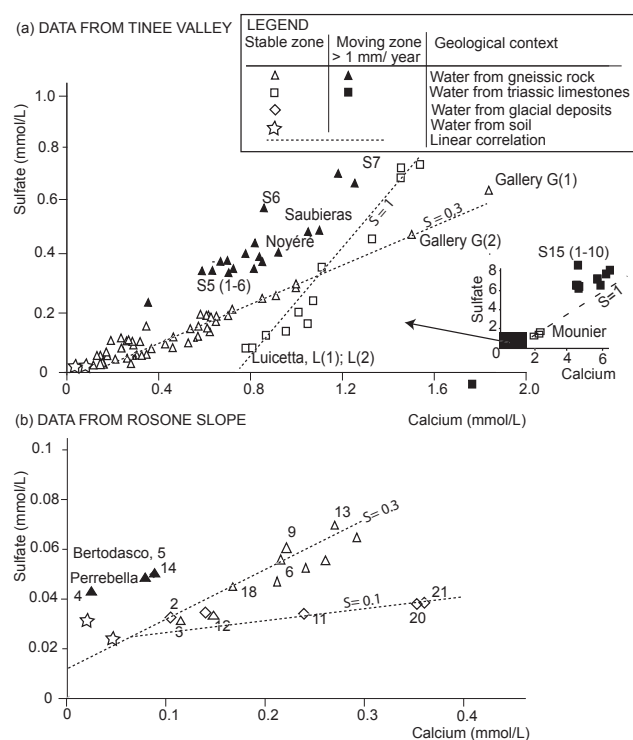 (a) DATA FROM TINEE VALLEY
LEGEND
Stable zone
Moving zone
> 1 mm/ year
Geological context
Water from gneissic rock
Water from triassic limestones
Water from glacial deposits
Water from soil
Linear correlation
Sulfate (mmol/L)
1.0
0.8
0.6
0.4
0.2
0
S7
S6
Saubieras
Noyère
S5 (1-6)
S=1
S=0.3
Gallery G(1)
Gallery G(2)
Luicetta, L(1); L(2)
S15 (1-10)
Sulfate
8
6
4
2
0
S=1
Mounier
0 2 4 6
Calcium
0 0.4 0.8 1.2 1.6 2.0
Calcium (mmol/L)
(b) DATA FROM ROSONE SLOPE
Sulfate (mmol/L)
0.1
0.08
0.06
0.04
0.02
0
Bertodasco, 5
14
Perrebella
4
13
S= 0.3
9
6
18
2
3
12
11
S=0.1
21
20
0 0.1 0.2 0.3 0.4
Calcium (mmol/L)